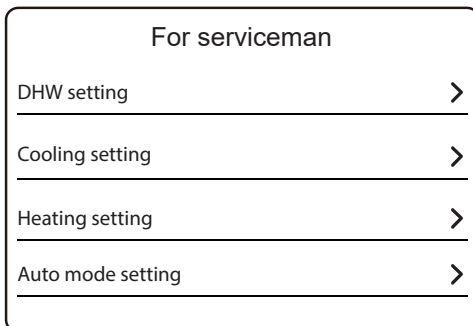 For serviceman
DHW setting
Cooling setting
Heating setting
Auto mode setting